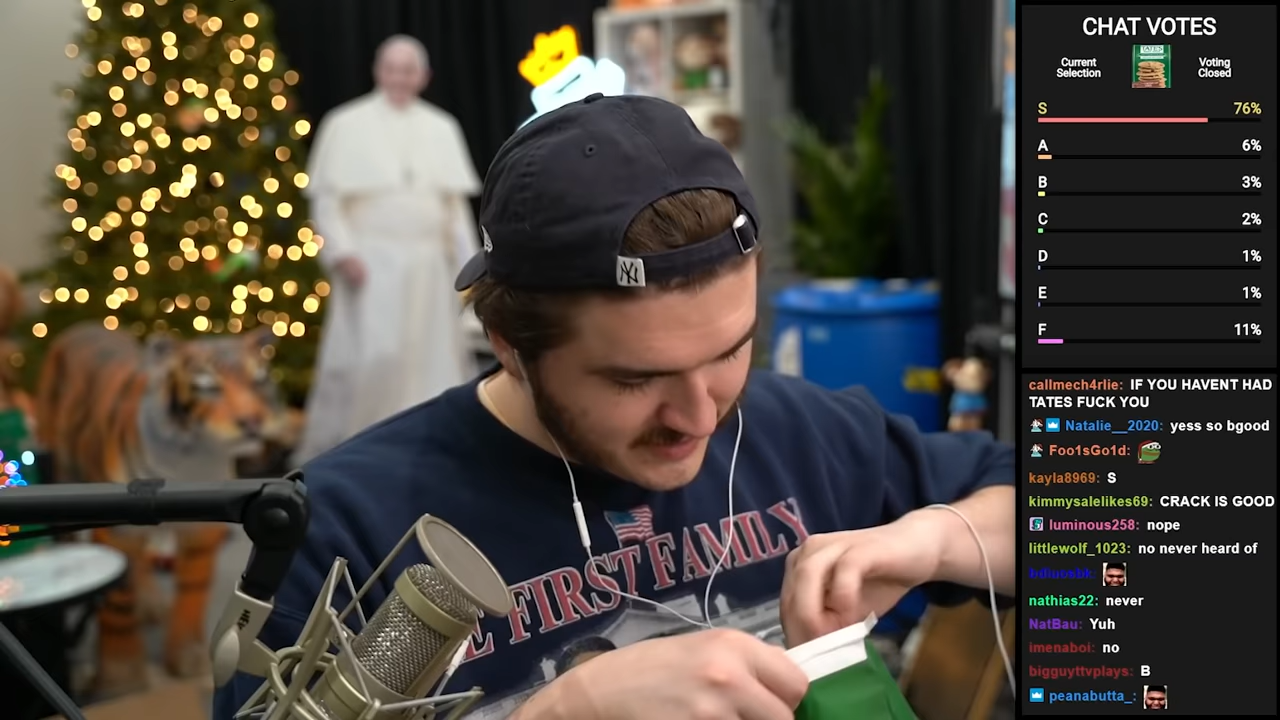 CHAT VOTES
Current
Selection
TATE'S
Voting
Closed
S 76%
A 6%
B 3%
C 2%
D 1%
E 1%
F 11%
NY
FIRST FAMILY
callmech4rlie: IF YOU HAVENT HAD
TATES FUCK YOU
Natalie__2020: yess so bgood
Foo1sGo1d:
kayla8969: S
kimmysalelikes69: CRACK IS GOOD
luminous258: nope
littlewolf_1023: no never heard of
nathias22: never
NatBau: Yuh
imenaboi: no
bigguyttvplays: B
peanabutta_: